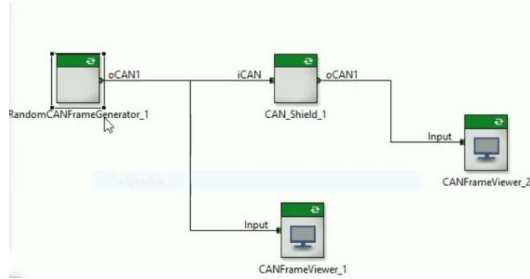 oCAN1
iCAN
oCAN1
RandomCANFrameGenerator_1
CAN_Shield_1
Input
CANFrameViewer_2
Input
CANFrameViewer_1